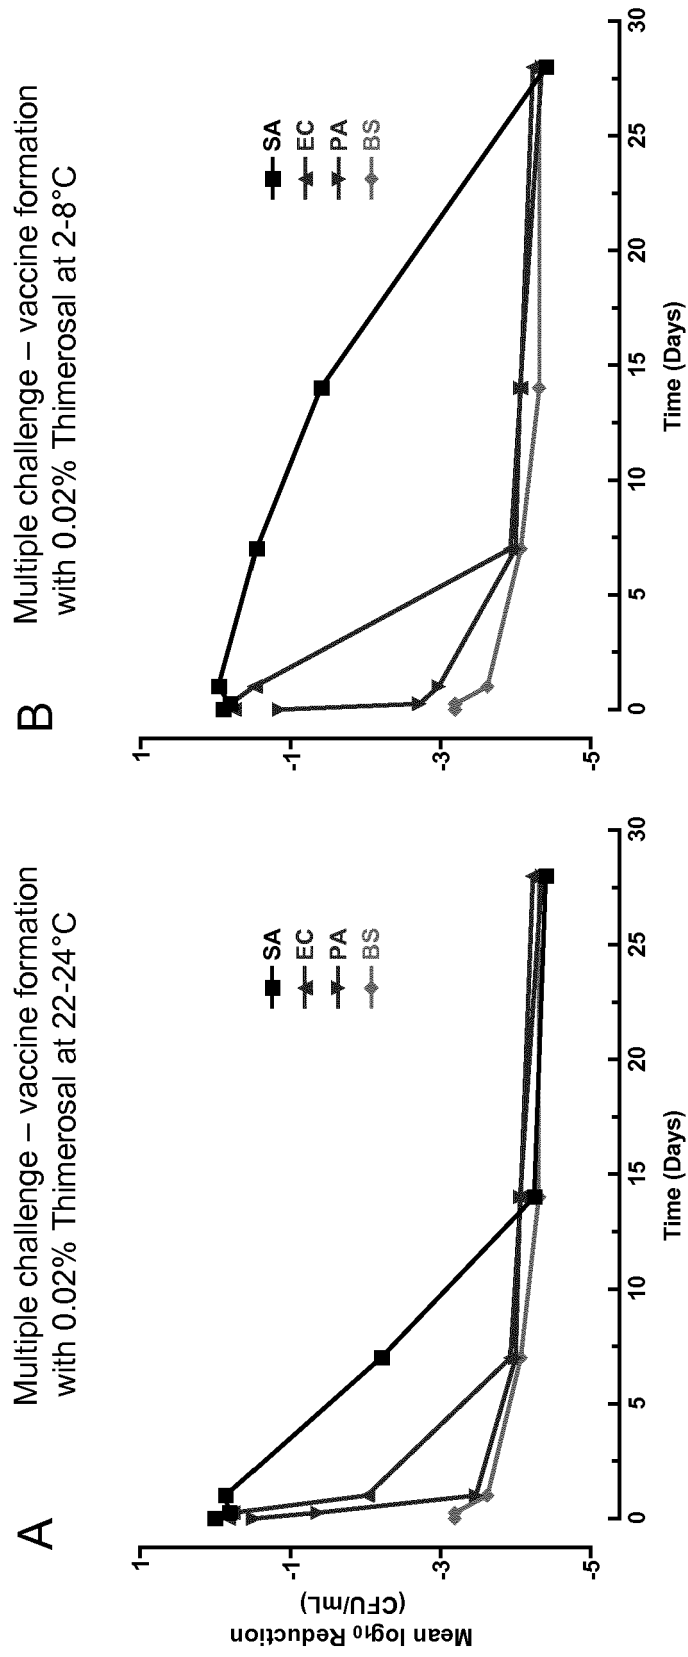 A
Multiple challenge – vaccine formation
with 0.02% Thimerosal at 22-24°C
Mean log10 Reduction
(CFU/mL)
1
-1
-3
-5
SA
EC
PA
BS
0
5
10
15
20
25
30
Time (Days)
B
Multiple challenge – vaccine formation
with 0.02% Thimerosal at 2-8°C
1
-1
-3
-5
SA
EC
PA
BS
0
5
10
15
20
25
30
Time (Days)